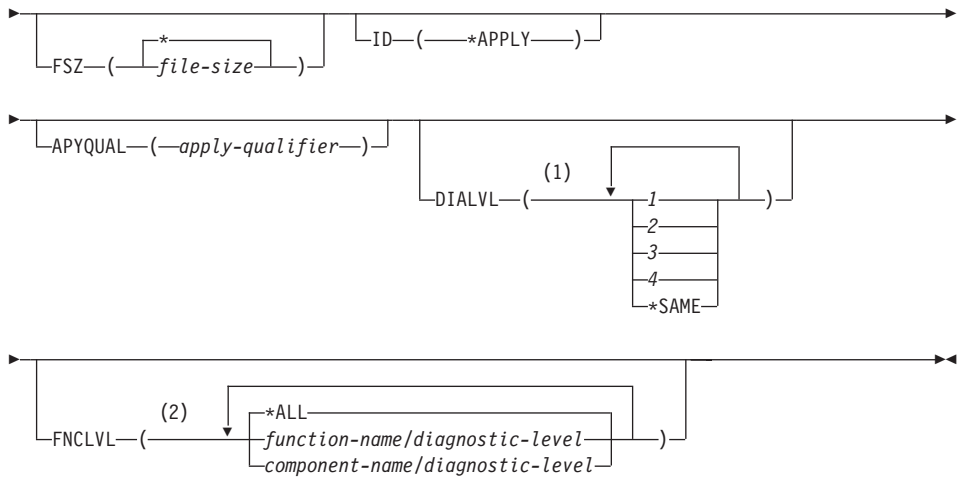 *
FSZ ( file-size )
ID ( *APPLY )
APYQUAL ( apply-qualifier )
(1)
DIALVL ( 1 )
2
3
4
*SAME
(2)
*ALL
FNCLVL ( function-name/diagnostic-level )
component-name/diagnostic-level